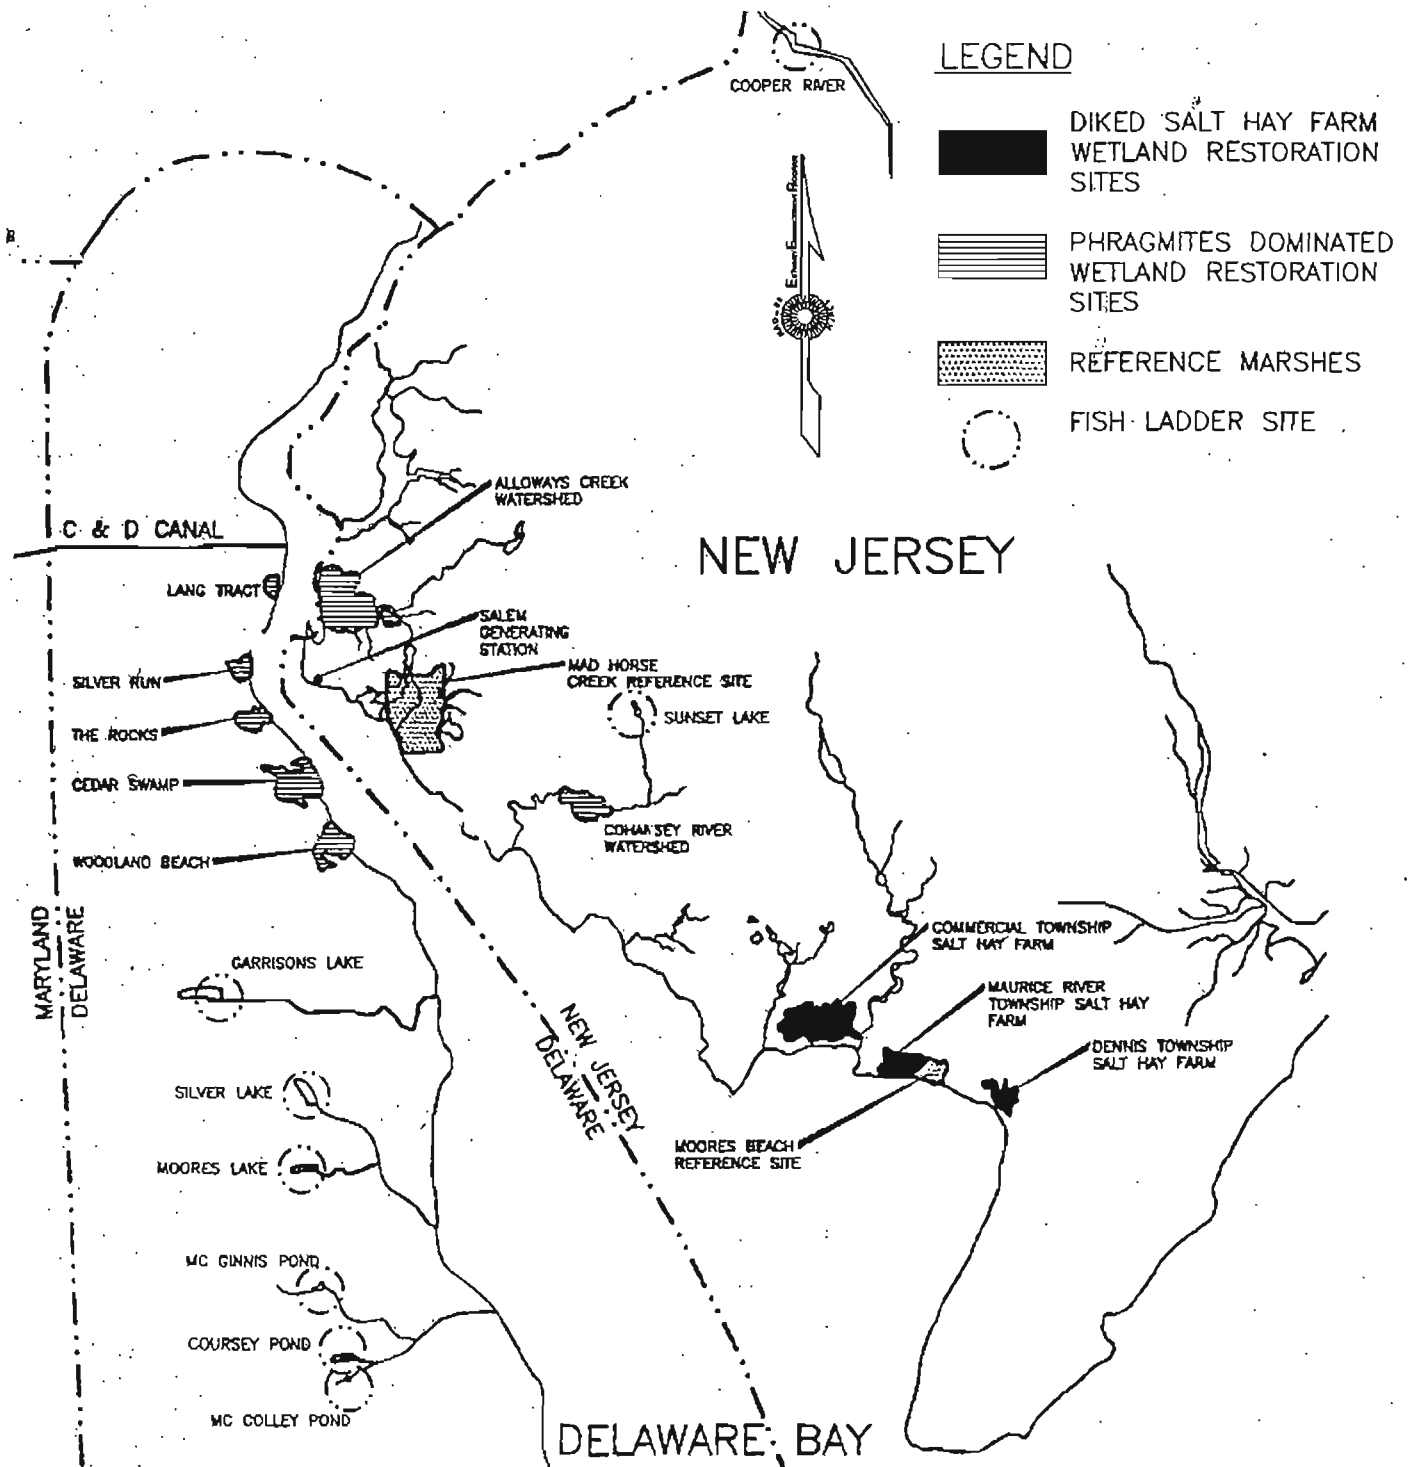 COOPER RIVER
LEGEND
DIKED SALT HAY FARM
WETLAND RESTORATION
SITES
PHRAGMITES DOMINATED
WETLAND RESTORATION
SITES
REFERENCE MARSHES
FISH LADDER SITE
ALLOWAYS CREEK
WATERSHED
C & D CANAL
NEW JERSEY
LANG TRACT
SALEM
GENERATING
STATION
MAD HORSE
CREEK REFERENCE SITE
SILVER RUN
SUNSET LAKE
THE ROCKS
CEDAR SWAMP
COHANSEY RIVER
WATERSHED
WOODLAND BEACH
MARYLAND
DELAWARE
COMMERCIAL TOWNSHIP
SALT HAY FARM
GARRISONS LAKE
MAURICE RIVER
TOWNSHIP SALT HAY
FARM
NEW JERSEY
DELAWARE
DENNIS TOWNSHIP
SALT HAY FARM
SILVER LAKE
MOORES BEACH
REFERENCE SITE
MOORES LAKE
MC GINNIS POND
COURSEY POND
MC COLLEY POND
DELAWARE BAY